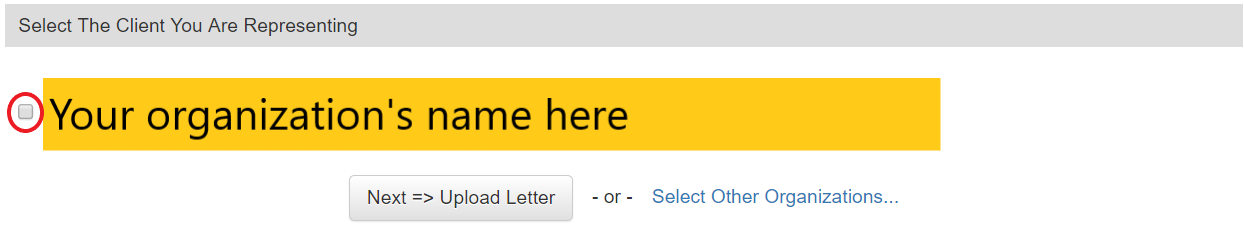 Select The Client You Are Representing
Your organization's name here
Next => Upload Letter - or - Select Other Organizations...